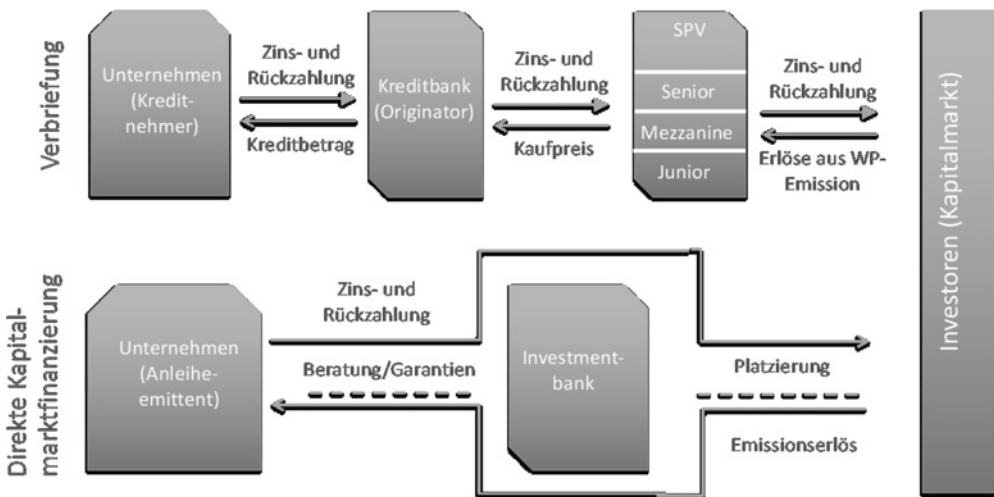 Verbriefung
Unternehmen
(Kredit-
nehmer)
Zins- und
Rückzahlung
Kreditbetrag
Kreditbank
(Originator)
Zins- und
Rückzahlung
Kaufpreis
SPV
Senior
Mezzanine
Junior
Zins- und
Rückzahlung
Erlöse aus WP-
Emission
Investoren (Kapitalmarkt)
Direkte Kapital-
marktfinanzierung
Unternehmen
(Anleihe-
emittent)
Zins- und
Rückzahlung
Beratung/Garantien
Investment-
bank
Platzierung
Emissionserlös